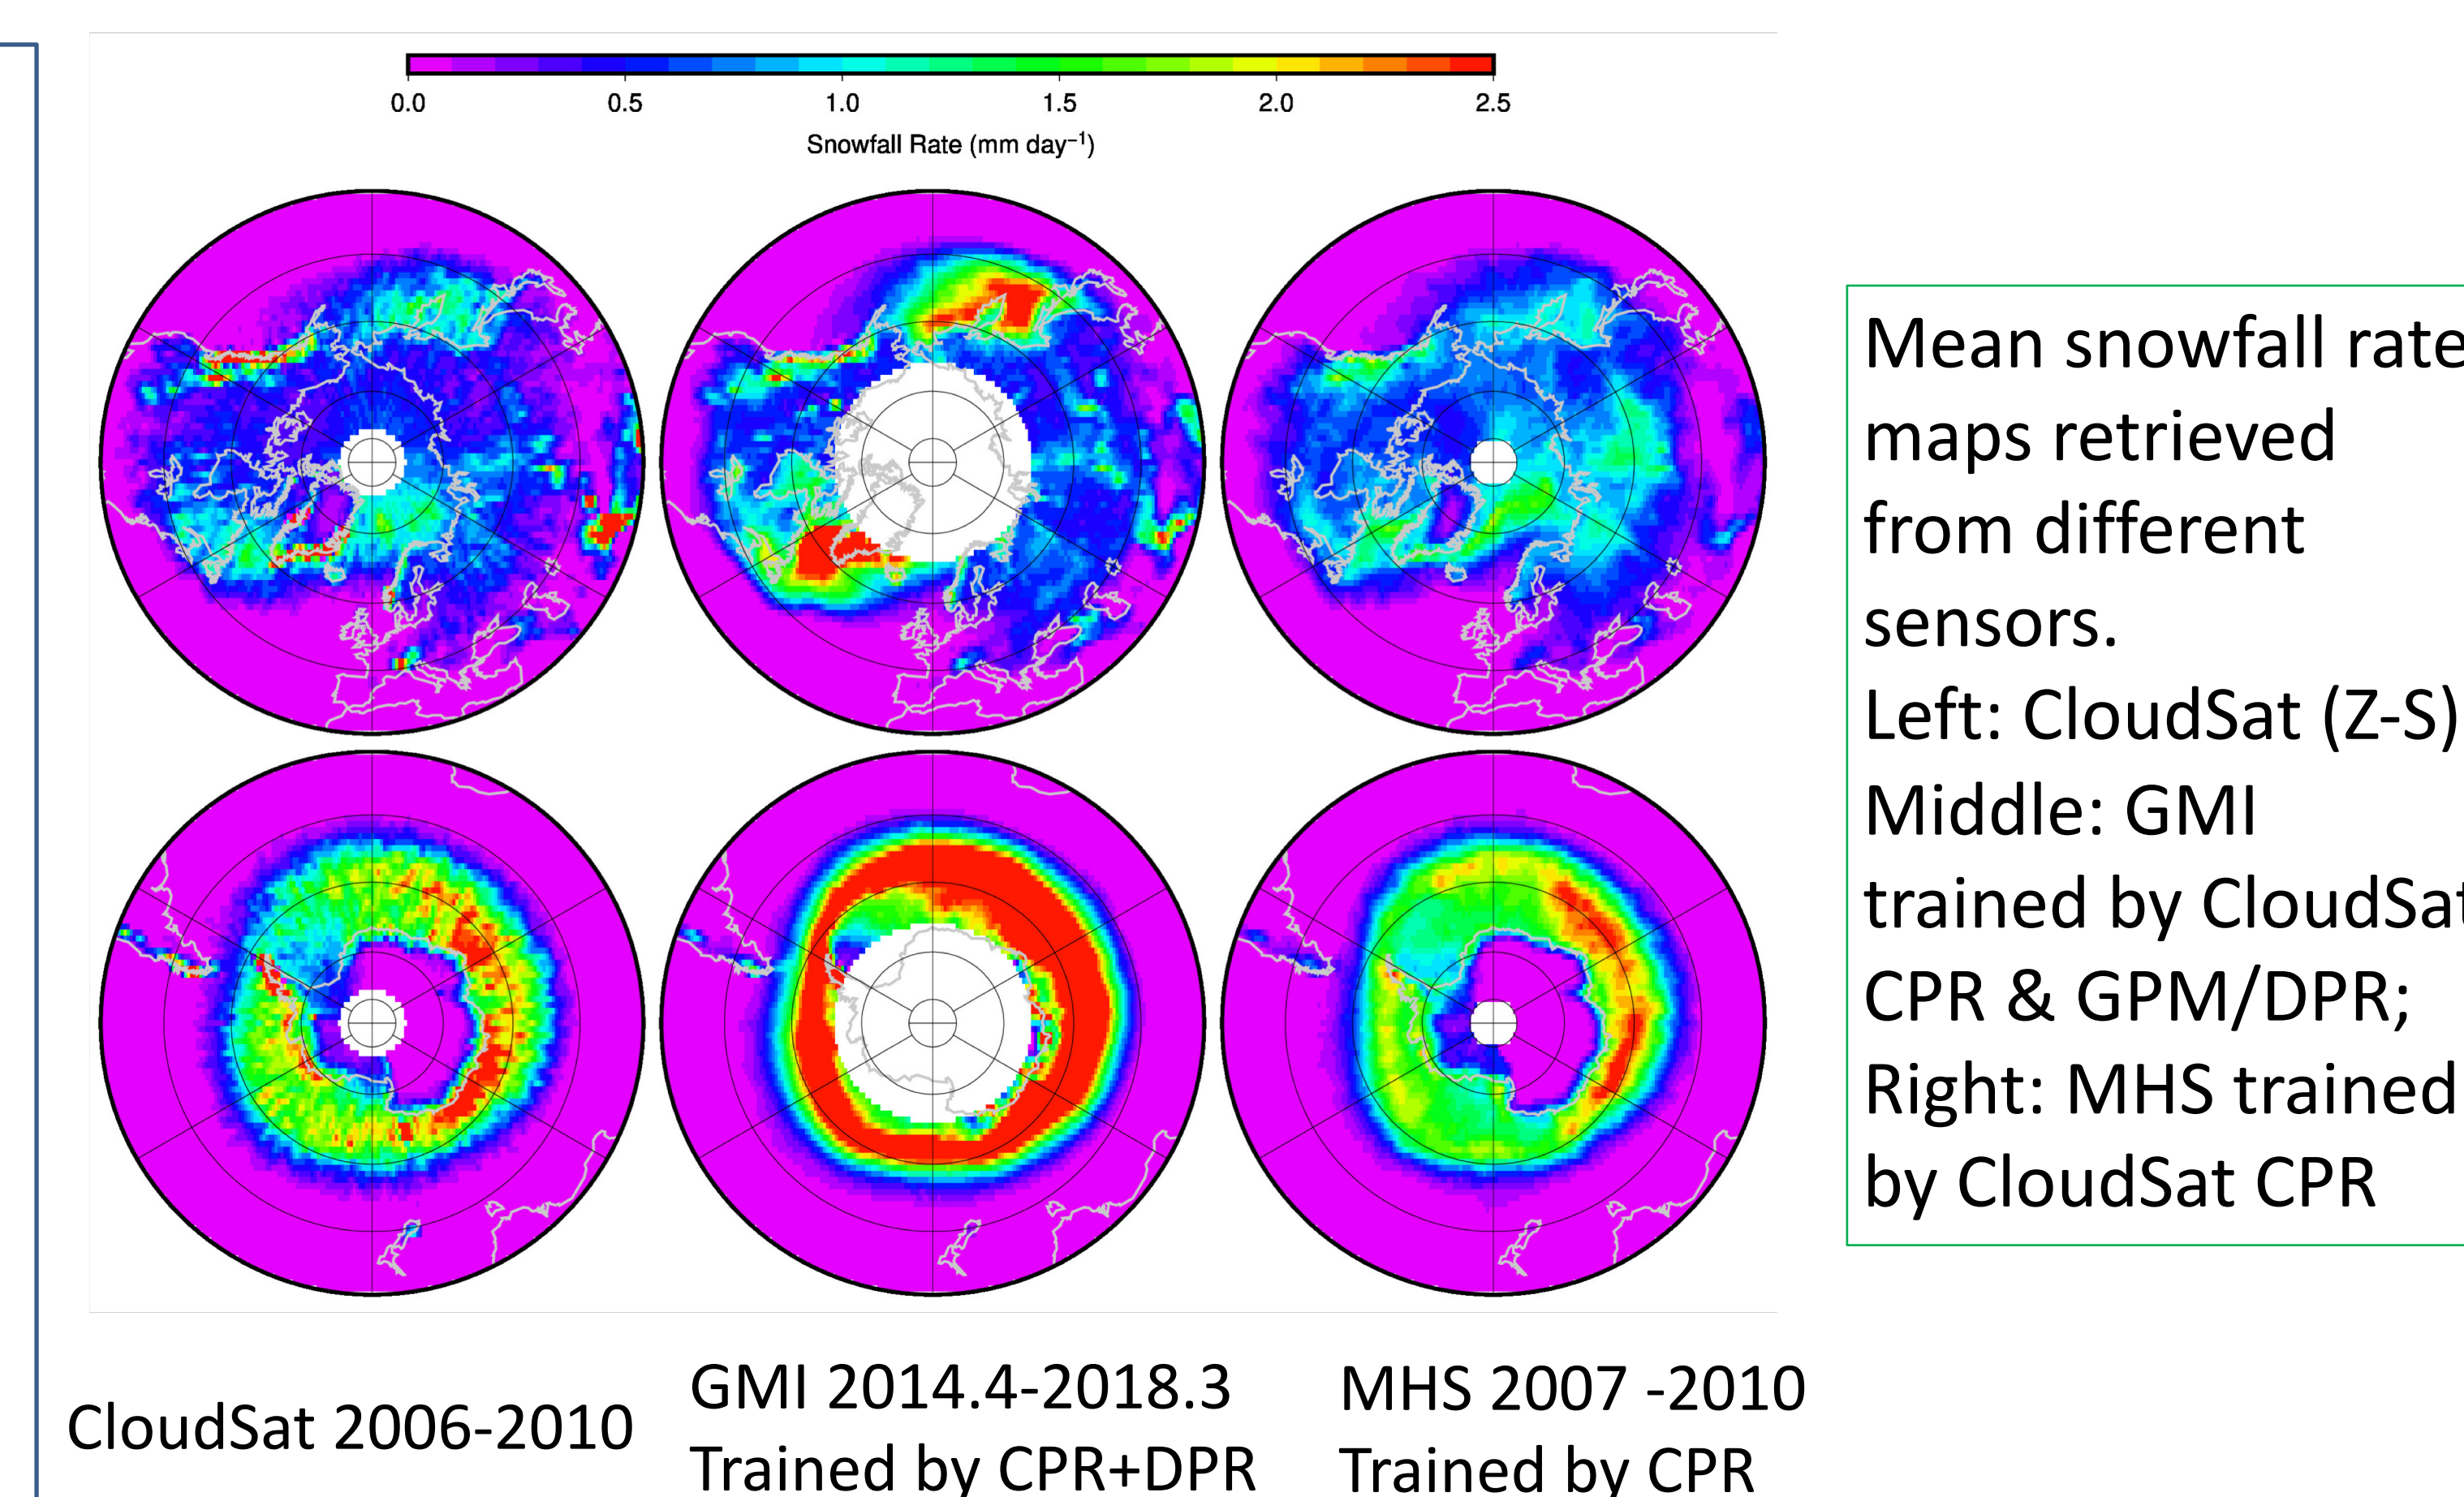 0.0 0.5 1.0 1.5 2.0 2.5
Snowfall Rate (mm day⁻¹)
Mean snowfall rate
maps retrieved
from different
sensors.
Left: CloudSat (Z-S)
Middle: GMI
trained by CloudSat
CPR & GPM/DPR;
Right: MHS trained
by CloudSat CPR
CloudSat 2006-2010
GMI 2014.4-2018.3
Trained by CPR+DPR
MHS 2007 -2010
Trained by CPR